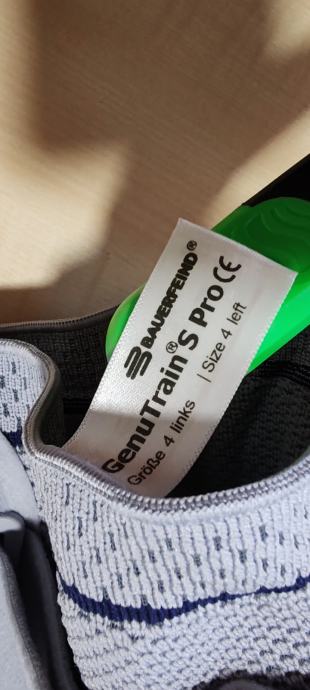 BAUERFEIND®
GenuTrain® S Pro CE
Größe 4 links | Size 4 left